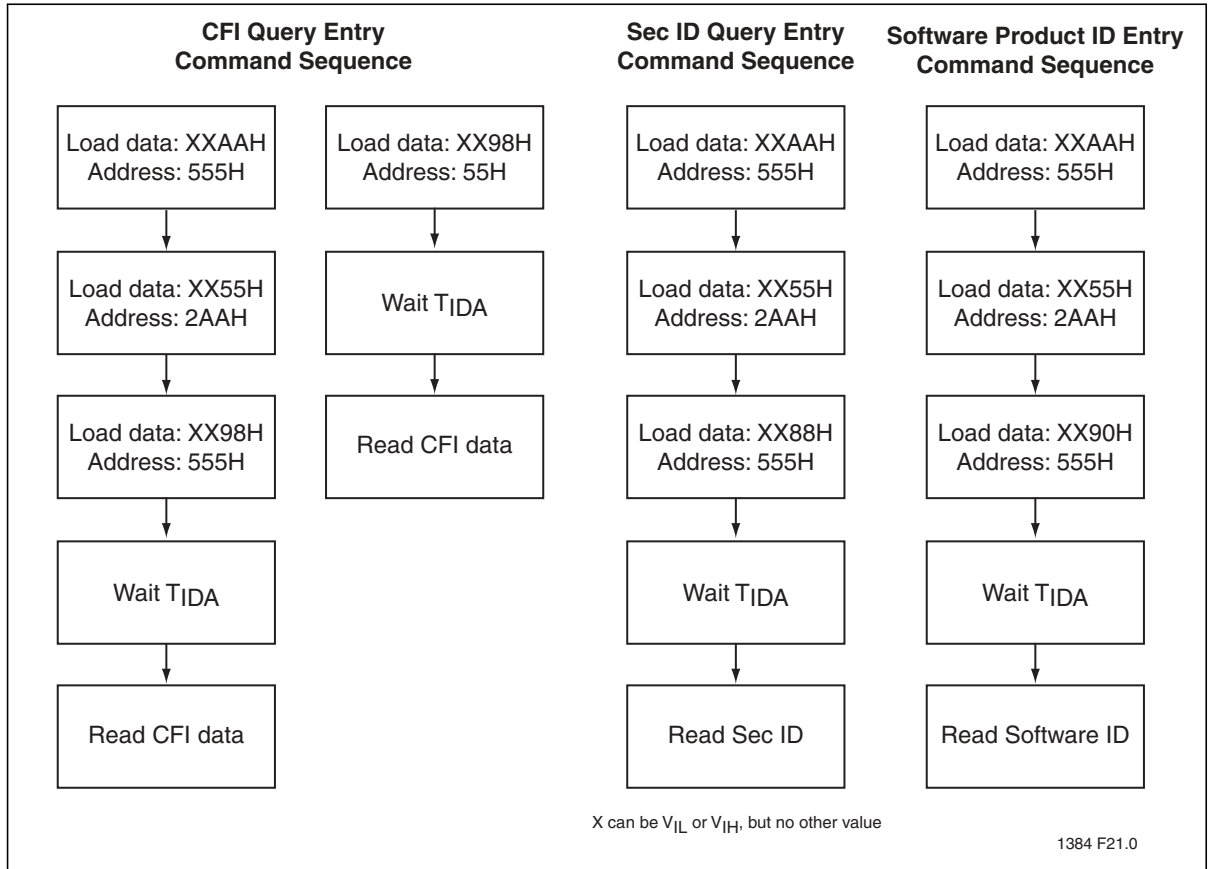 CFI Query Entry
Command Sequence
Load data: XXAAH
Address: 555H
Load data: XX55H
Address: 2AAH
Load data: XX98H
Address: 555H
Wait TIDA
Read CFI data
Load data: XX98H
Address: 55H
Wait TIDA
Read CFI data
Sec ID Query Entry
Command Sequence
Load data: XXAAH
Address: 555H
Load data: XX55H
Address: 2AAH
Load data: XX88H
Address: 555H
Wait TIDA
Read Sec ID
Software Product ID Entry
Command Sequence
Load data: XXAAH
Address: 555H
Load data: XX55H
Address: 2AAH
Load data: XX90H
Address: 555H
Wait TIDA
Read Software ID
X can be VIL or VIH, but no other value
1384 F21.0